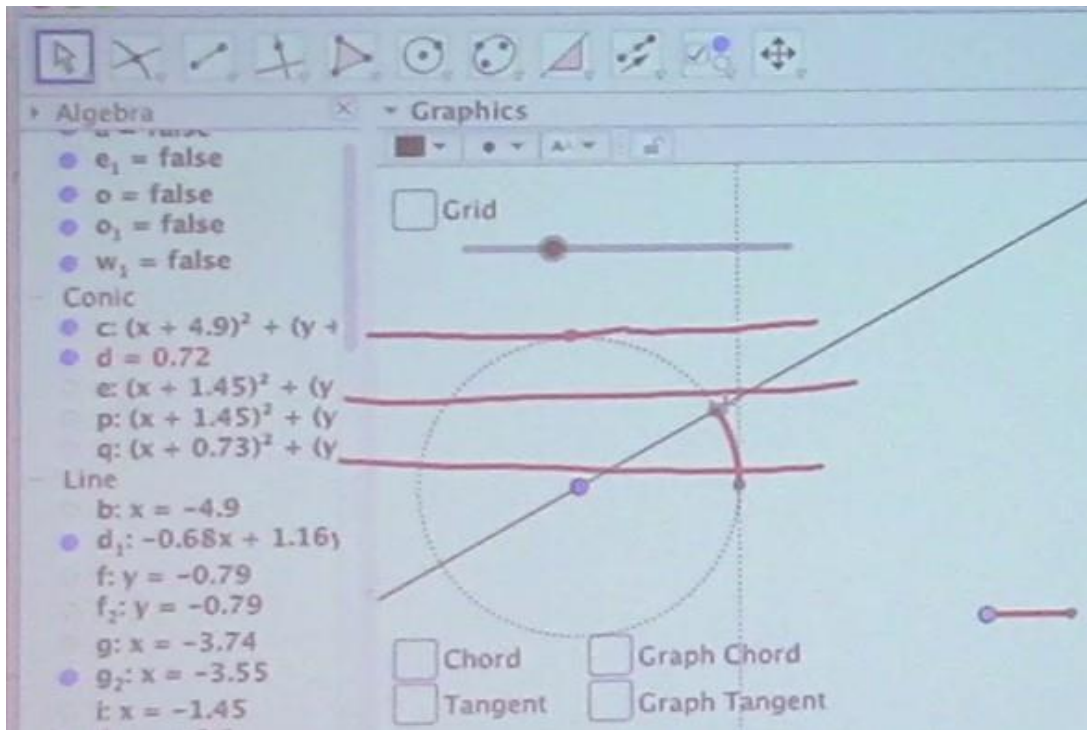 Algebra
Graphics
= false
e₁ = false
o = false
o₁ = false
w₁ = false
Conic
c: (x + 4.9)² + (y +
d = 0.72
e: (x + 1.45)² + (y
p: (x + 1.45)² + (y
q: (x + 0.73)² + (y
Line
b: x = -4.9
d₁: -0.68x + 1.16y
f: y = -0.79
f₂: y = -0.79
g: x = -3.74
g₂: x = -3.55
i: x = -1.45
Grid
Chord
Graph Chord
Tangent
Graph Tangent